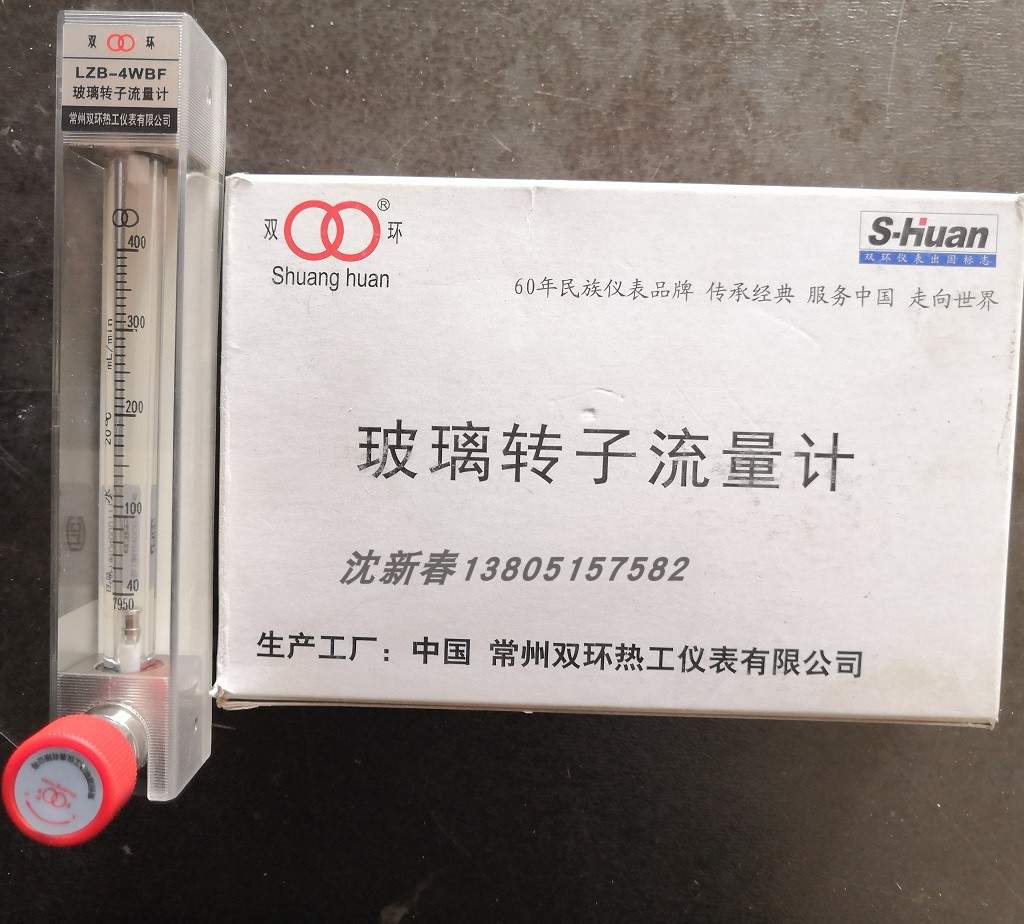 双 环
LZB-4WBF
玻璃转子流量计
常州双环热工仪表有限公司
400
300
mL/min
200
20℃
水
100
40
7950
双 ® 环
Shuang huan
S-Huan
双环仪表出国标志
60年民族仪表品牌 传承经典 服务中国 走向世界
玻璃转子流量计
沈新春13805157582
生产工厂：中国 常州双环热工仪表有限公司